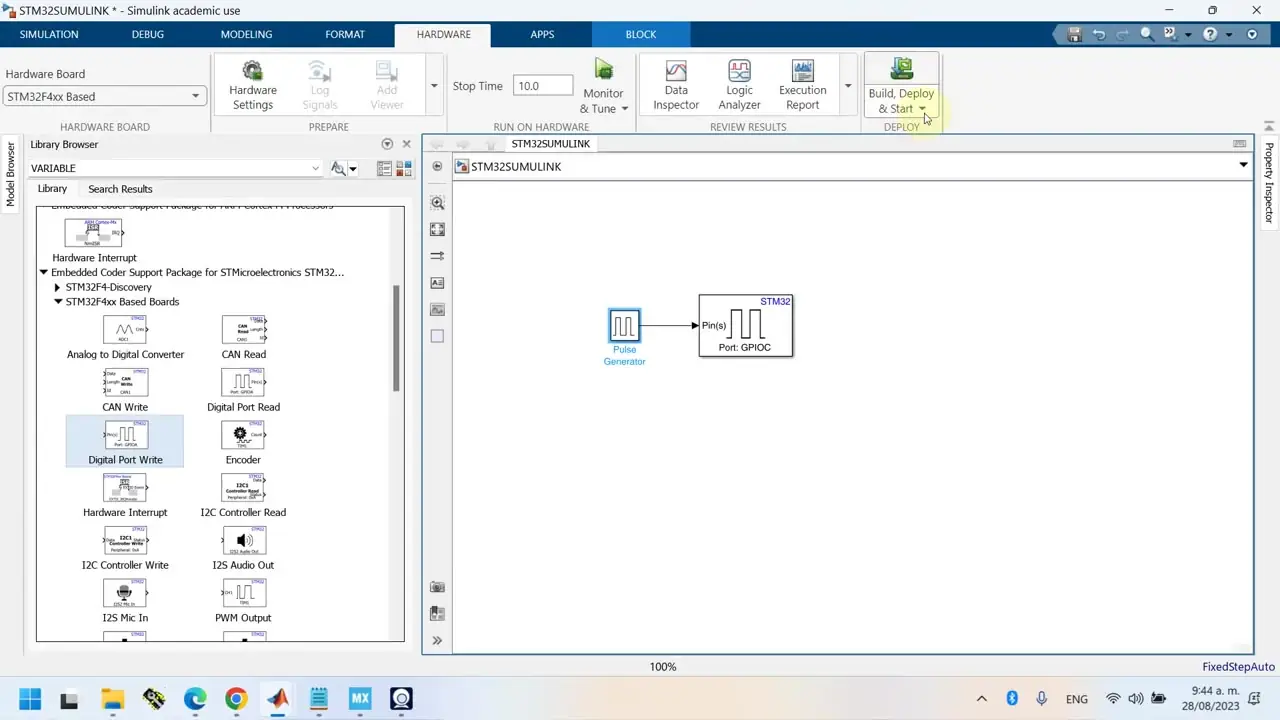 STM32SUMULINK * - Simulink academic use
SIMULATION
DEBUG
MODELING
FORMAT
HARDWARE
APPS
BLOCK
Hardware Board
STM32F4xx Based
HARDWARE BOARD
Hardware
Settings
Log
Signals
Add
Viewer
PREPARE
Stop Time
10.0
Monitor
& Tune
RUN ON HARDWARE
Data
Inspector
Logic
Analyzer
Execution
Report
REVIEW RESULTS
Build, Deploy
& Start
DEPLOY
Model Browser
Library Browser
VARIABLE
Library
Search Results
Embedded Coder Support Package for ARM Cortex-M Processors
Hardware Interrupt
Embedded Coder Support Package for STMicroelectronics STM32...
STM32F4-Discovery
STM32F4xx Based Boards
Analog to Digital Converter
CAN Read
CAN Write
Digital Port Read
Digital Port Write
Encoder
Hardware Interrupt
I2C Controller Read
I2C Controller Write
I2S Audio Out
I2S Mic In
PWM Output
STM32SUMULINK
STM32SUMULINK
Pulse
Generator
STM32
Pin(s)
Port: GPIOC
Property Inspector
100%
FixedStepAuto
ENG
9:44 a. m.
28/08/2023